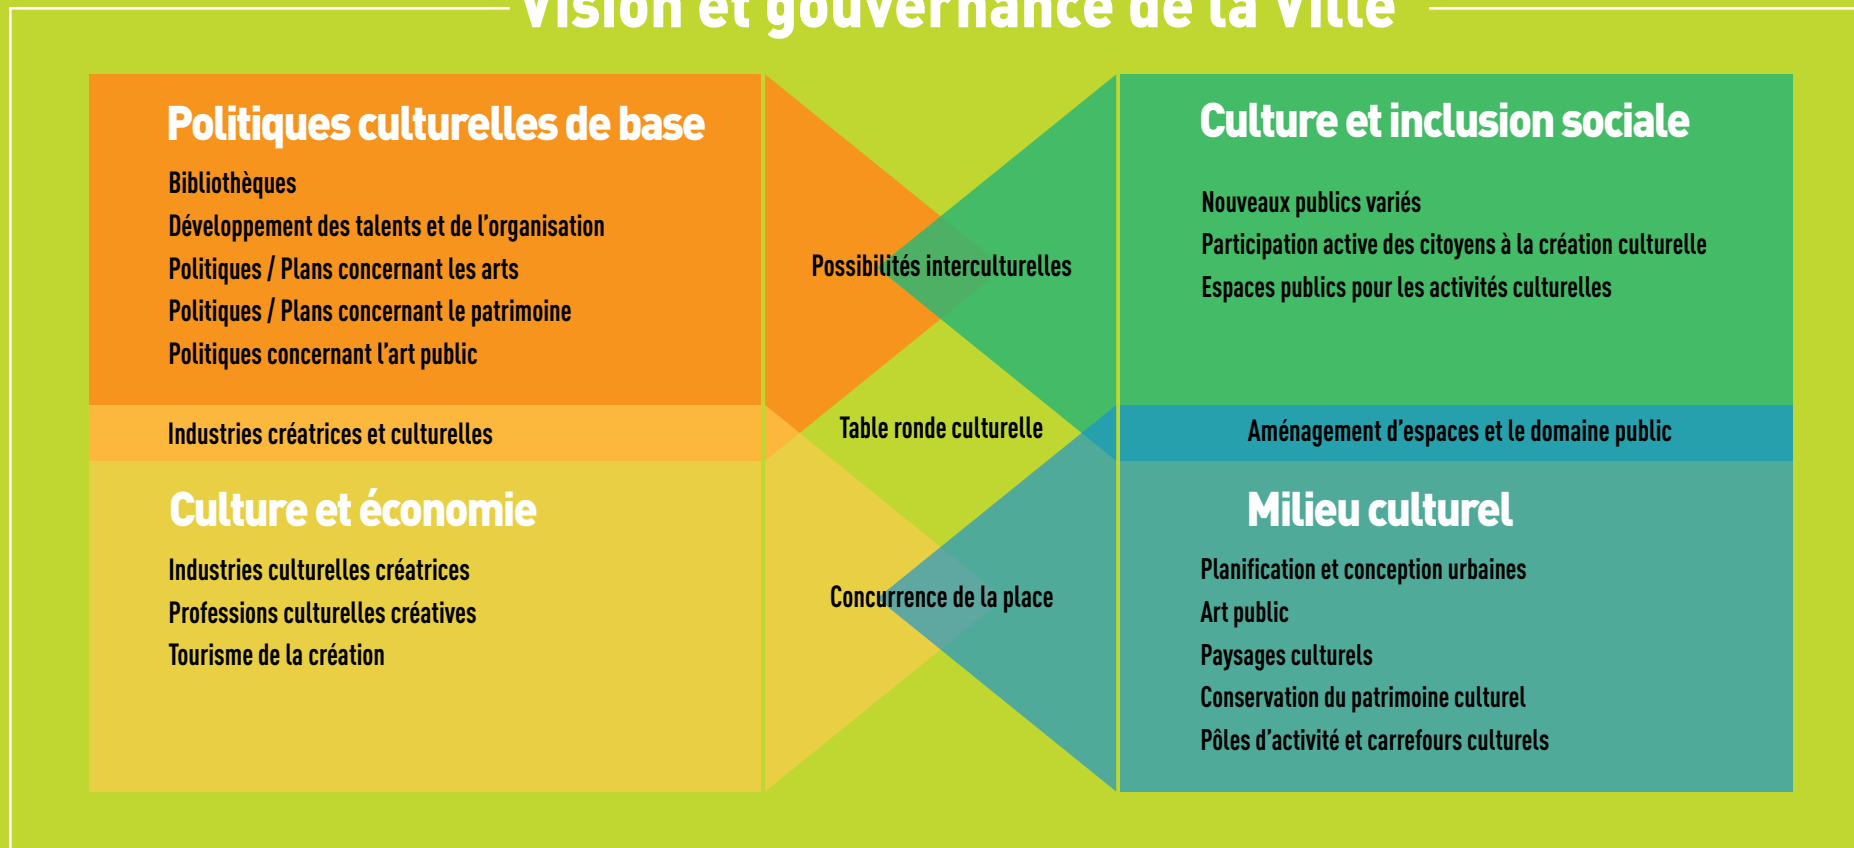 Vision et gouvernance de la Ville
Politiques culturelles de base
Bibliothèques
Développement des talents et de l’organisation
Politiques / Plans concernant les arts
Politiques / Plans concernant le patrimoine
Politiques concernant l’art public
Industries créatrices et culturelles
Culture et économie
Industries culturelles créatrices
Professions culturelles créatives
Tourisme de la création
Possibilités interculturelles
Table ronde culturelle
Concurrence de la place
Culture et inclusion sociale
Nouveaux publics variés
Participation active des citoyens à la création culturelle
Espaces publics pour les activités culturelles
Aménagement d’espaces et le domaine public
Milieu culturel
Planification et conception urbaines
Art public
Paysages culturels
Conservation du patrimoine culturel
Pôles d’activité et carrefours culturels